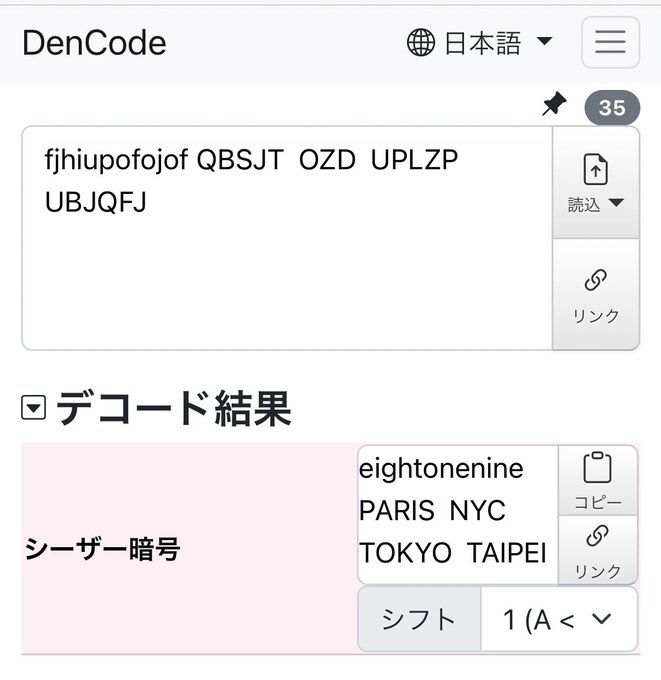 DenCode
日本語
35
fjhiupofojof QBSJT OZD UPLZP
UBJQFJ
読込
リンク
デコード結果
シーザー暗号
eightonenine
PARIS NYC
TOKYO TAIPEI
コピー
リンク
シフト
1 (A <